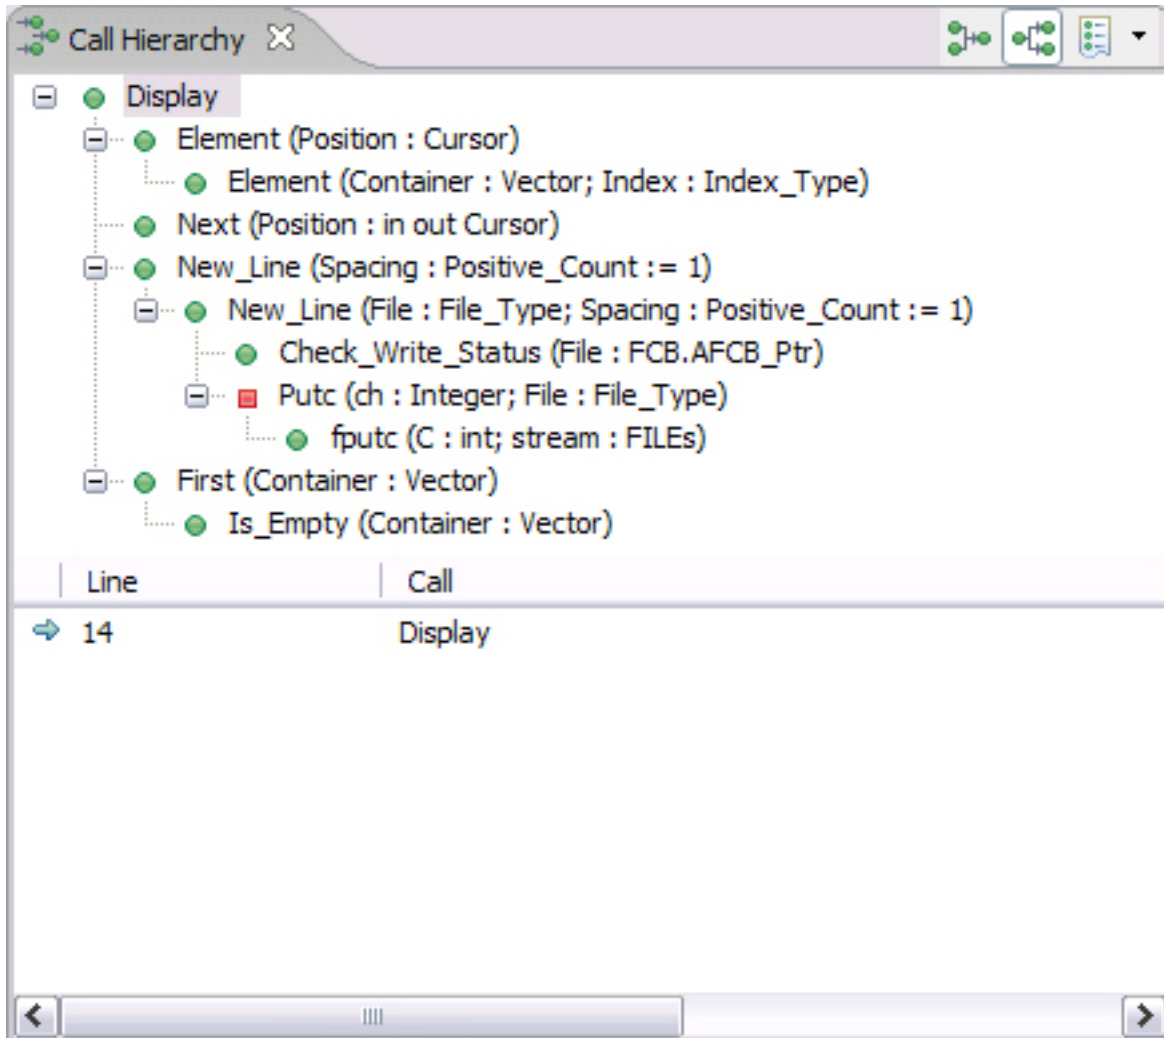 Call Hierarchy
Display
Element (Position : Cursor)
Element (Container : Vector; Index : Index_Type)
Next (Position : in out Cursor)
New_Line (Spacing : Positive_Count := 1)
New_Line (File : File_Type; Spacing : Positive_Count := 1)
Check_Write_Status (File : FCB.AFCB_Ptr)
Putc (ch : Integer; File : File_Type)
fputc (C : int; stream : FILEs)
First (Container : Vector)
Is_Empty (Container : Vector)
Line Call
14 Display